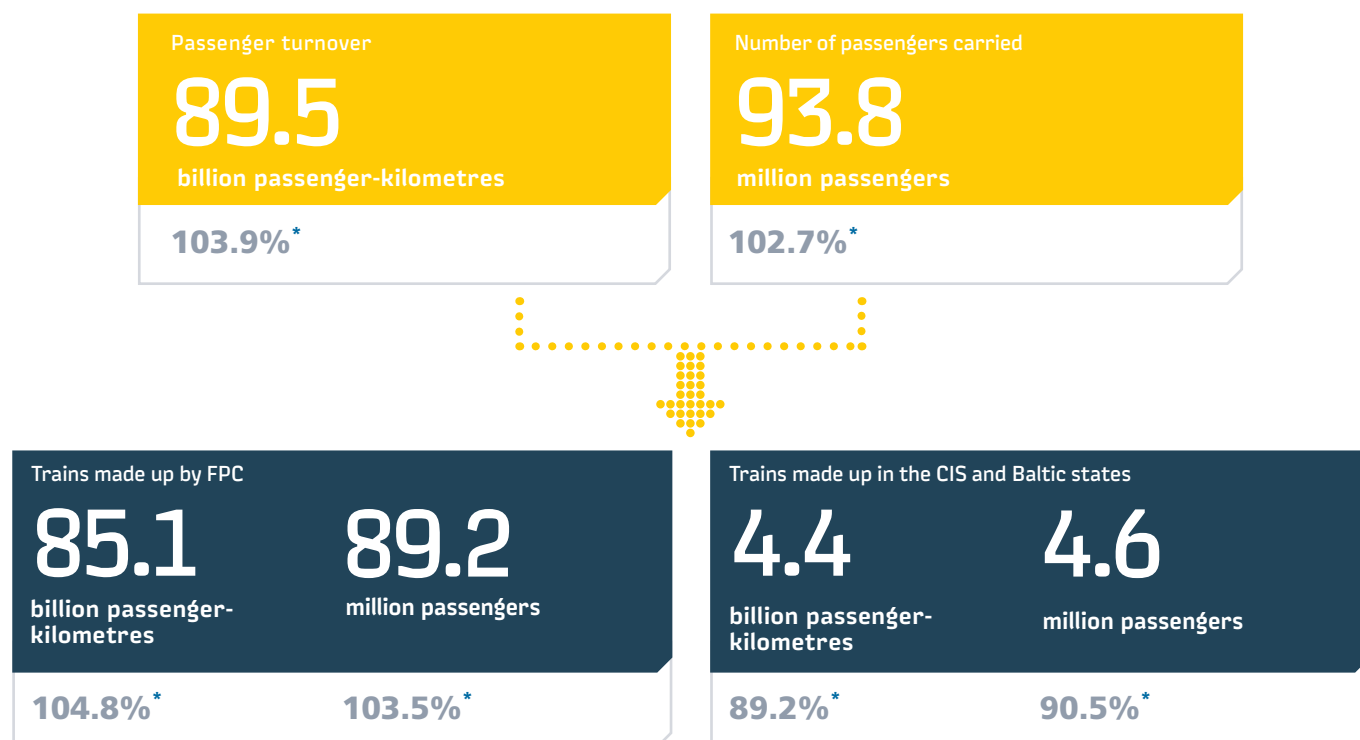 Passenger turnover
89.5
billion passenger-kilometres
103.9%*
Number of passengers carried
93.8
million passengers
102.7%*
Trains made up by FPC
85.1
billion passenger-
kilometres
104.8%*
89.2
million passengers
103.5%*
Trains made up in the CIS and Baltic states
4.4
billion passenger-
kilometres
89.2%*
4.6
million passengers
90.5%*